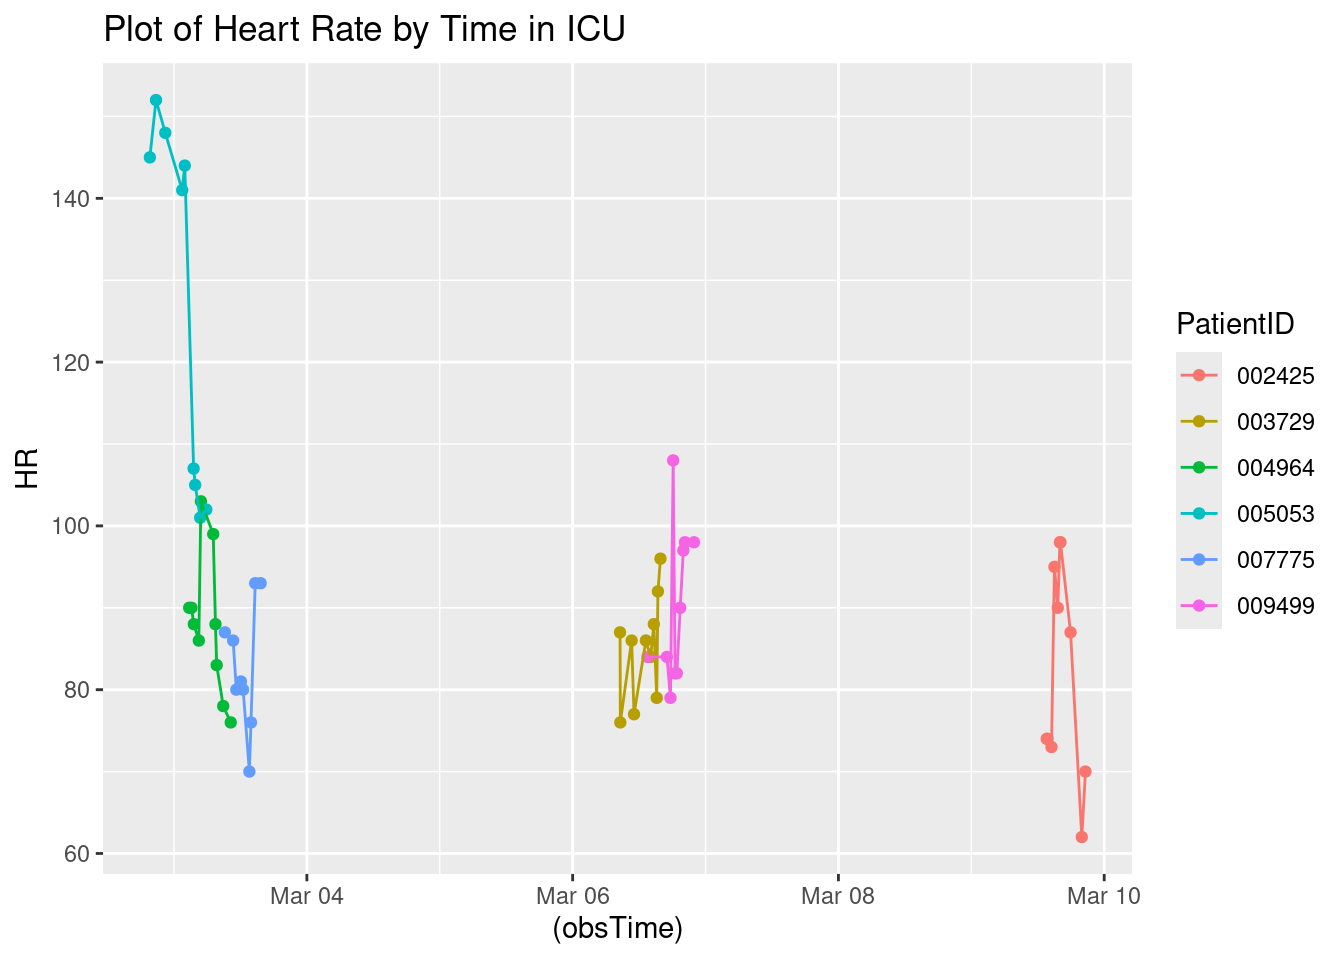 Plot of Heart Rate by Time in ICU
HR
140
120
100
80
60
Mar 04
Mar 06
Mar 08
Mar 10
(obsTime)
PatientID
002425
003729
004964
005053
007775
009499